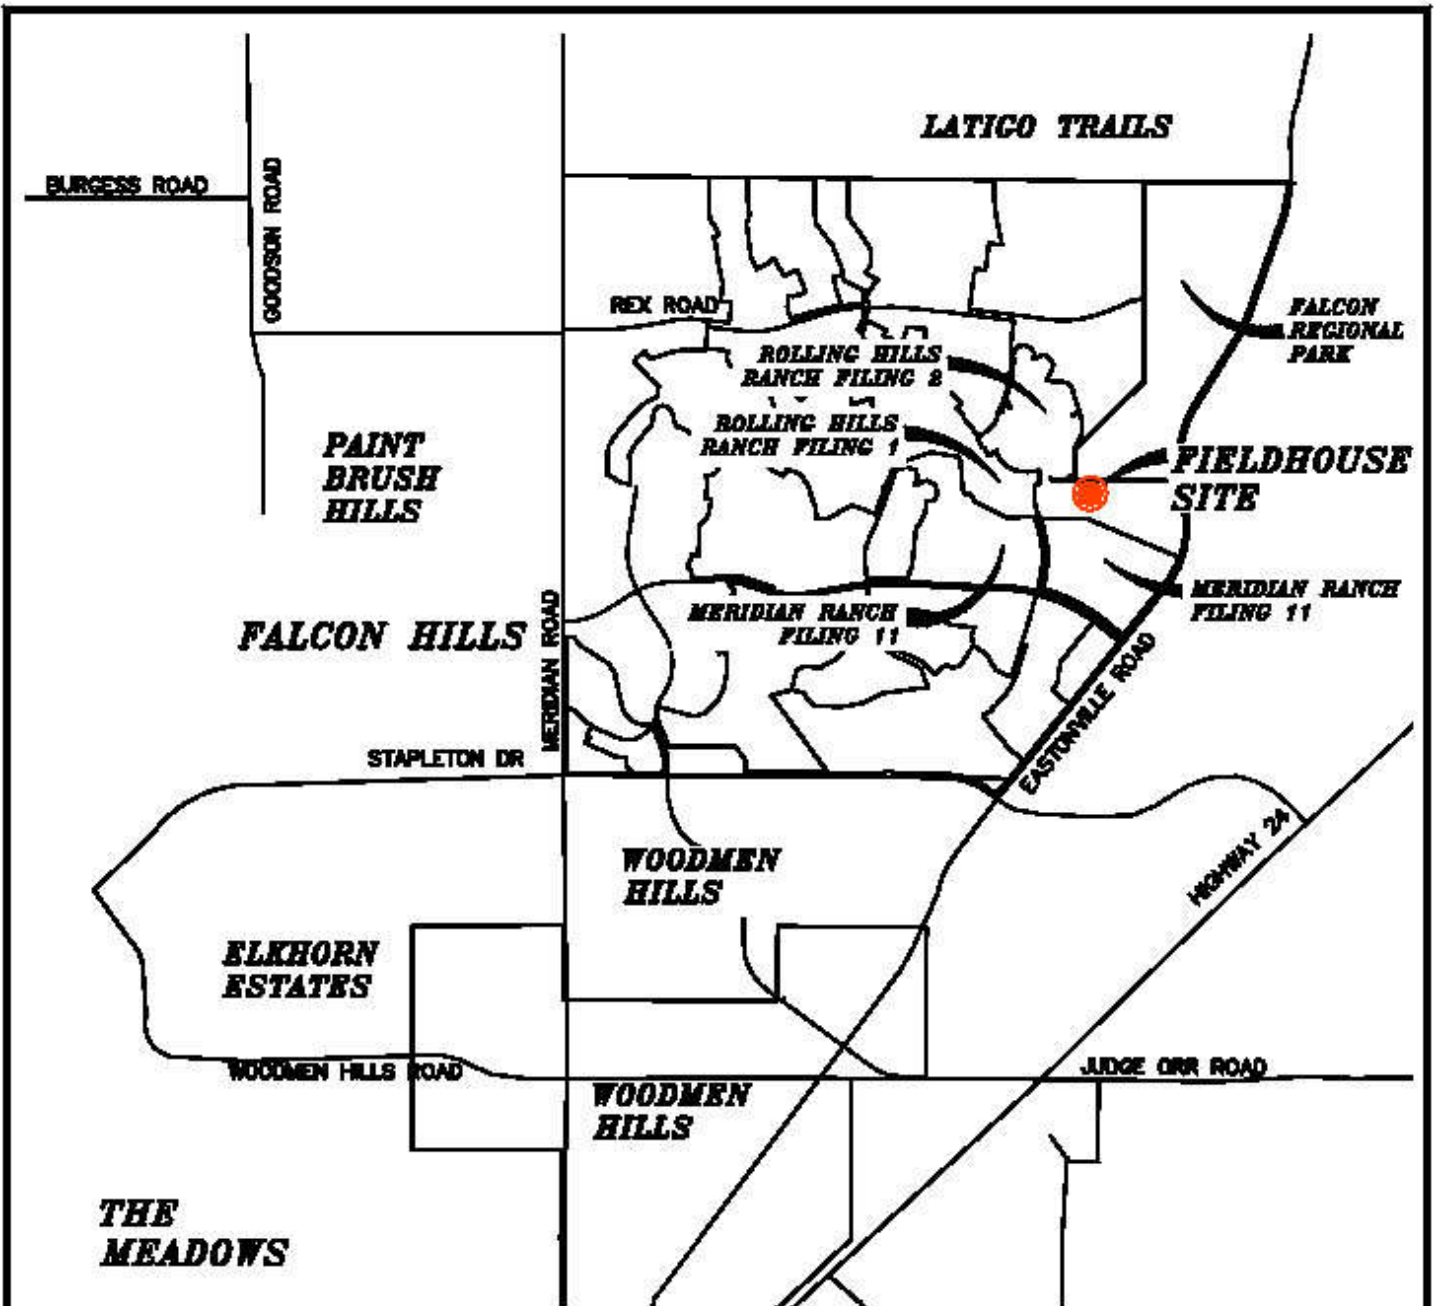 LATIGO TRAILS
BURGESS ROAD
GOODSON ROAD
REX ROAD
FALCON
REGIONAL
PARK
ROLLING HILLS
RANCH FILING 2
ROLLING HILLS
RANCH FILING 1
PAINT
BRUSH
HILLS
FIELDHOUSE
SITE
MERIDIAN RANCH
FILING 11
MERIDIAN RANCH
FILING 11
FALCON HILLS
MERIDIAN ROAD
EASTONVILLE ROAD
STAPLETON DR
HIGHWAY 24
WOODMEN
HILLS
ELKHORN
ESTATES
WOODMEN HILLS ROAD
JUDGE ORR ROAD
WOODMEN
HILLS
THE
MEADOWS